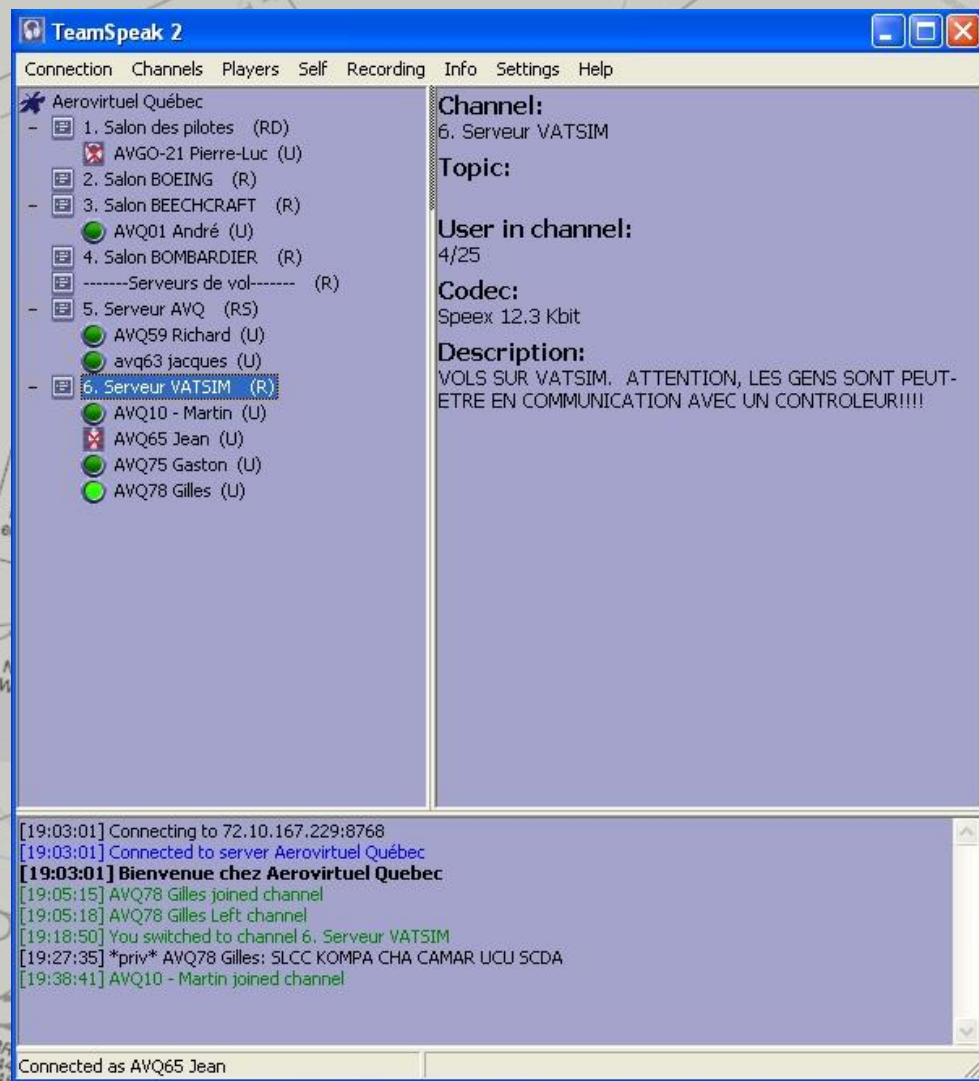 TeamSpeak 2
Connection Channels Players Self Recording Info Settings Help
Aerovirtuel Québec
- 1. Salon des pilotes (RD)
AVGO-21 Pierre-Luc (U)
2. Salon BOEING (R)
- 3. Salon BEECHCRAFT (R)
AVQ01 André (U)
4. Salon BOMBARDIER (R)
-------Serveurs de vol------- (R)
- 5. Serveur AVQ (RS)
AVQ59 Richard (U)
avq63 jacques (U)
- 6. Serveur VATSIM (R)
AVQ10 - Martin (U)
AVQ65 Jean (U)
AVQ75 Gaston (U)
AVQ78 Gilles (U)
Channel:
6. Serveur VATSIM
Topic:
User in channel:
4/25
Codec:
Speex 12.3 Kbit
Description:
VOLS SUR VATSIM. ATTENTION, LES GENS SONT PEUT-
ETRE EN COMMUNICATION AVEC UN CONTROLEUR!!!!
[19:03:01] Connecting to 72.10.167.229:8768
[19:03:01] Connected to server Aerovirtuel Québec
[19:03:01] Bienvenue chez Aerovirtuel Quebec
[19:05:15] AVQ78 Gilles joined channel
[19:05:18] AVQ78 Gilles Left channel
[19:18:50] You switched to channel 6. Serveur VATSIM
[19:27:35] *priv* AVQ78 Gilles: SLCC KOMPA CHA CAMAR UCU SCDA
[19:38:41] AVQ10 - Martin joined channel
Connected as AVQ65 Jean